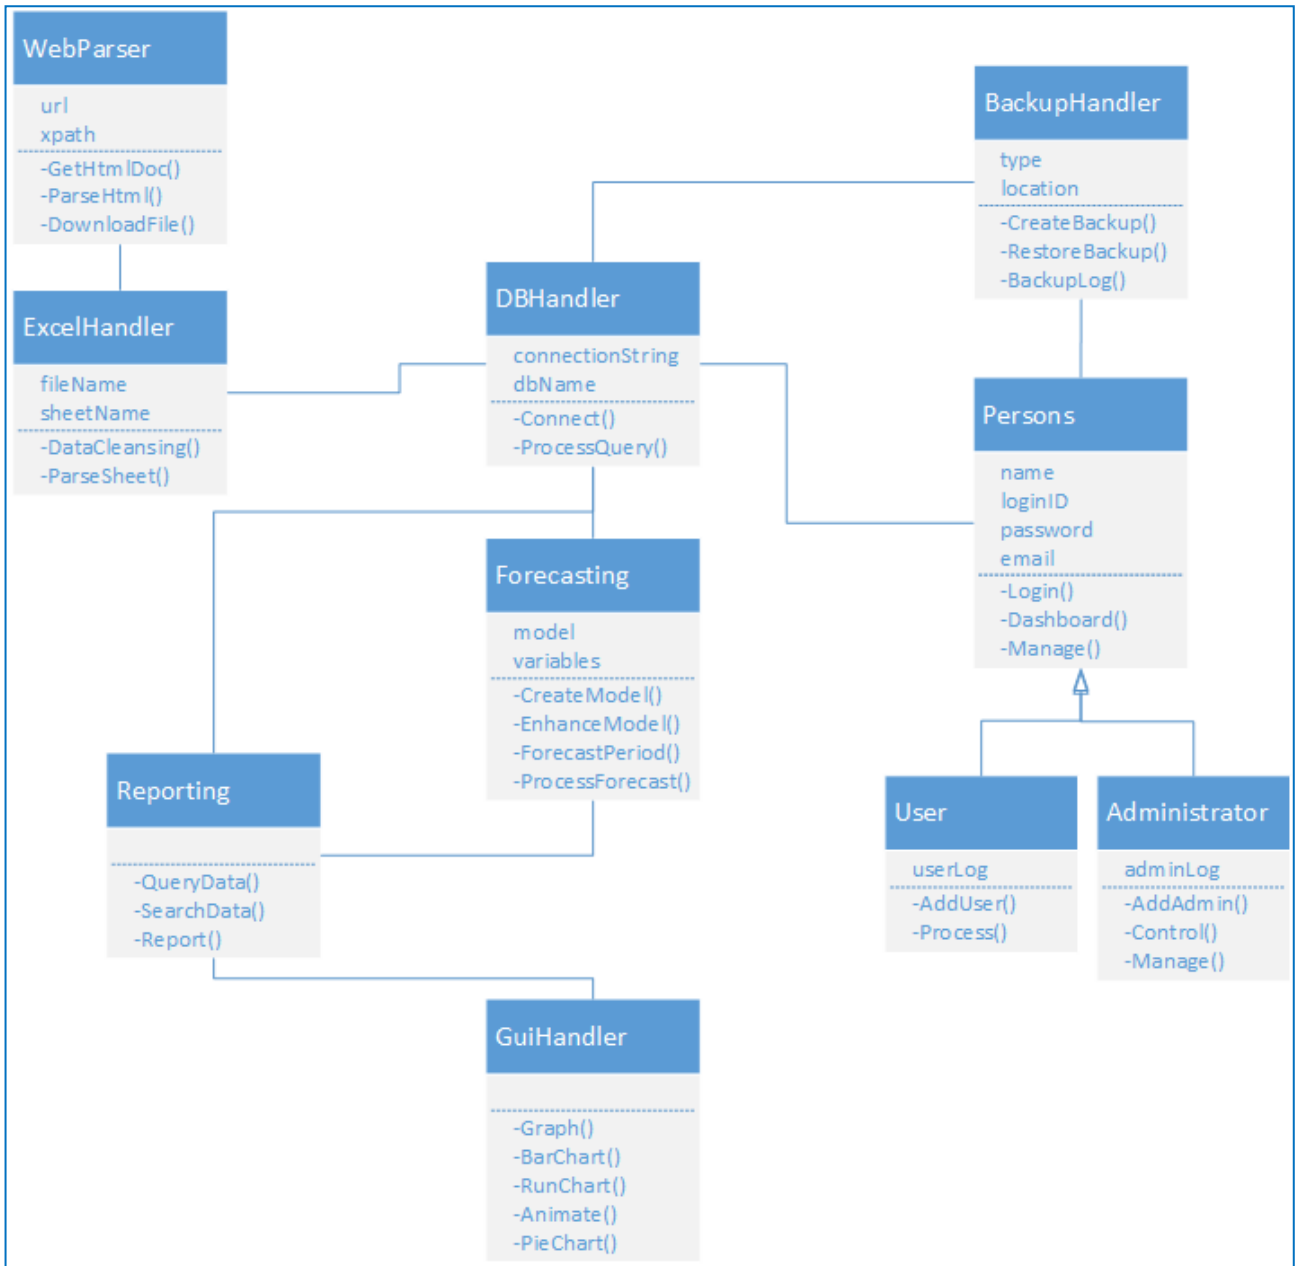 WebParser
url
xpath
-GetHtmlDoc()
-ParseHtml()
-DownloadFile()
BackupHandler
type
location
-CreateBackup()
-RestoreBackup()
-BackupLog()
ExcelHandler
fileName
sheetName
-DataCleansing()
-ParseSheet()
DBHandler
connectionString
dbName
-Connect()
-ProcessQuery()
Persons
name
loginID
password
email
-Login()
-Dashboard()
-Manage()
Forecasting
model
variables
-CreateModel()
-EnhanceModel()
-ForecastPeriod()
-ProcessForecast()
Reporting
-QueryData()
-SearchData()
-Report()
User
userLog
-AddUser()
-Process()
Administrator
adminLog
-AddAdmin()
-Control()
-Manage()
GuiHandler
-Graph()
-BarChart()
-RunChart()
-Animate()
-PieChart()